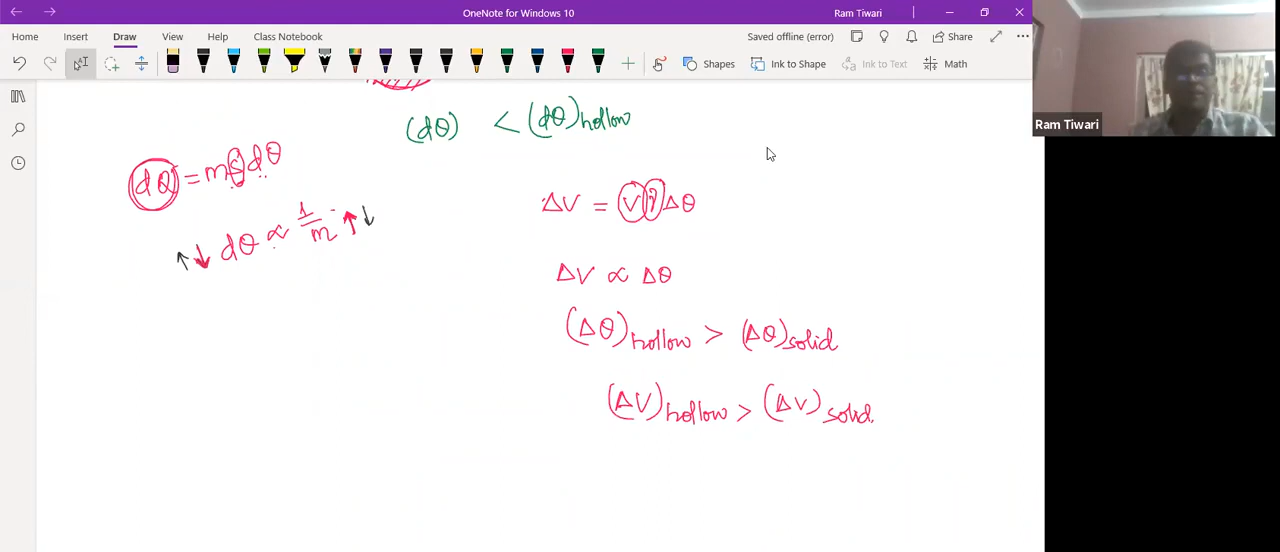 OneNote for Windows 10
Ram Tiwari
Home
Insert
Draw
View
Help
Class Notebook
Saved offline (error)
Share
Shapes
Ink to Shape
Ink to Text
Math
Ram Tiwari
(dθ) < (dθ)hollow
dQ = msdθ
↑↓ dθ ∝ 1/m ↑↓
ΔV = VγΔθ
ΔV ∝ Δθ
(Δθ)hollow > (Δθ)solid
(ΔV)hollow > (ΔV)solid.